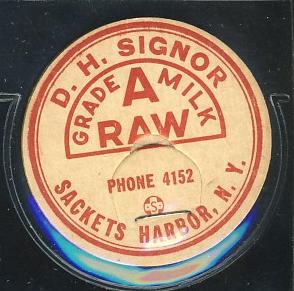 D. H. SIGNOR
GRADE A MILK
RAW
PHONE 4152
SACKETS HARBOR, N. Y.